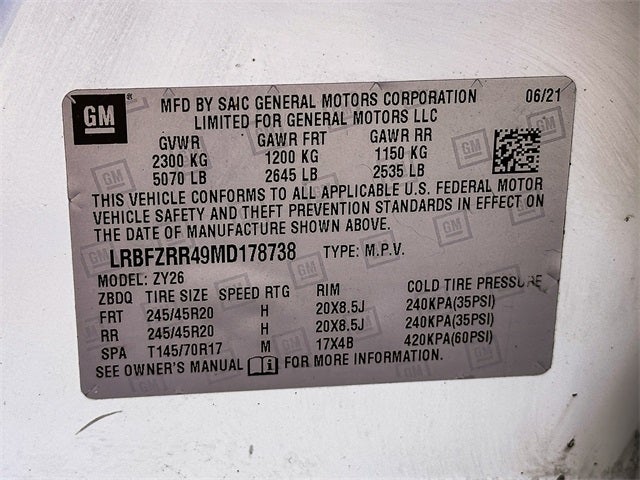 GM ® MFD BY SAIC GENERAL MOTORS CORPORATION 06/21
LIMITED FOR GENERAL MOTORS LLC
GVWR GAWR FRT GAWR RR
2300 KG 1200 KG 1150 KG
5070 LB 2645 LB 2535 LB
THIS VEHICLE CONFORMS TO ALL APPLICABLE U.S. FEDERAL MOTOR
VEHICLE SAFETY AND THEFT PREVENTION STANDARDS IN EFFECT ON
THE DATE OF MANUFACTURE SHOWN ABOVE.
LRBFZRR49MD178738 TYPE: M.P.V.
MODEL: ZY26
ZBDQ TIRE SIZE SPEED RTG RIM COLD TIRE PRESSURE
FRT 245/45R20 H 20X8.5J 240KPA(35PSI)
RR 245/45R20 H 20X8.5J 240KPA(35PSI)
SPA T145/70R17 M 17X4B 420KPA(60PSI)
SEE OWNER'S MANUAL FOR MORE INFORMATION.